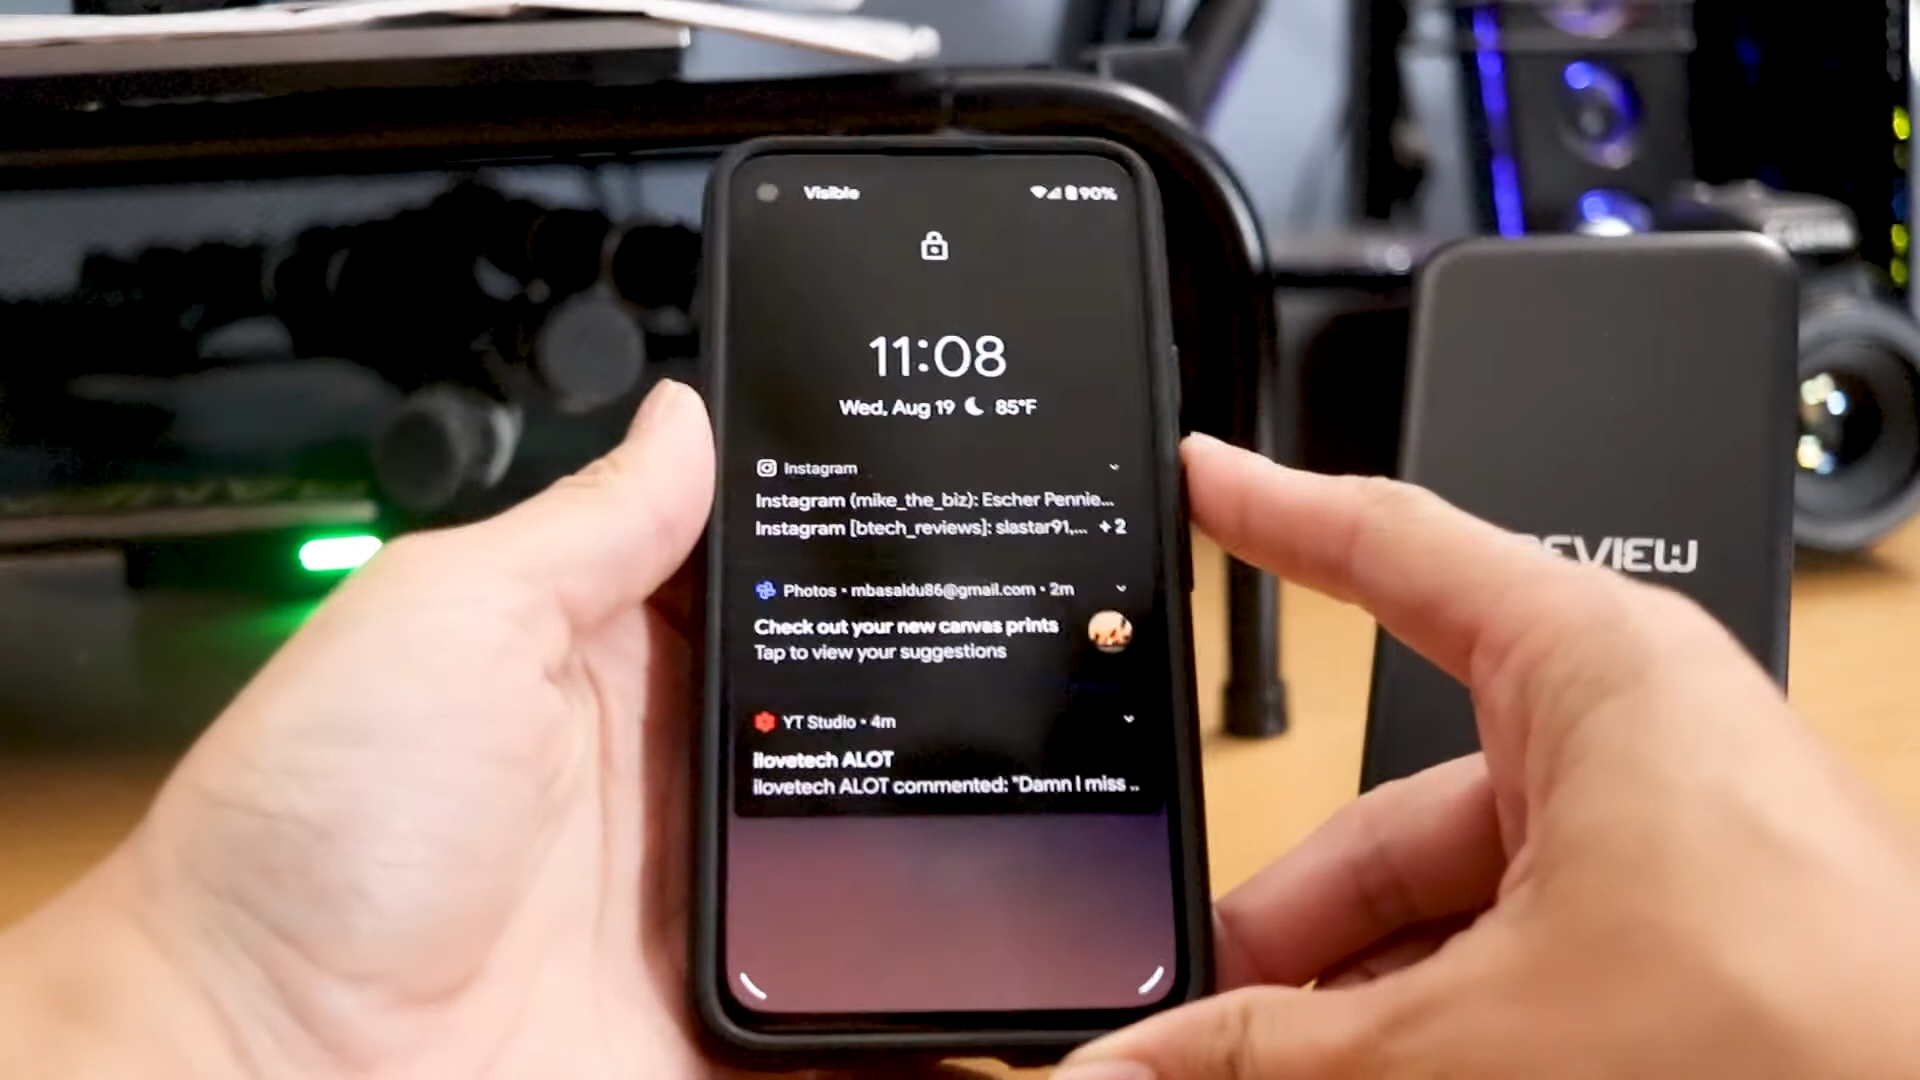 Visible 90%
11:08
Wed, Aug 19 85°F
Instagram
Instagram (mike_the_biz): Escher Pennie...
Instagram [btech_reviews]: slastar91,... + 2
Photos • mbasaldu86@gmail.com • 2m
Check out your new canvas prints
Tap to view your suggestions
YT Studio • 4m
ilovetech ALOT
ilovetech ALOT commented: "Damn I miss ..